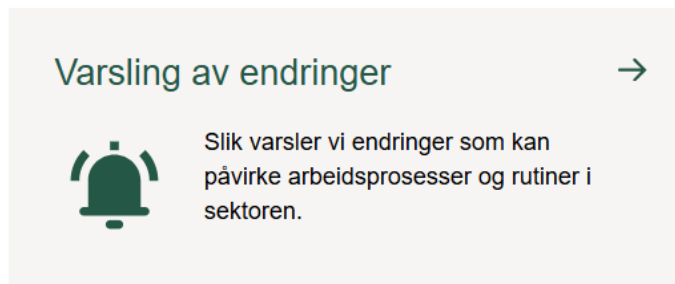 Varsling av endringer
Slik varsler vi endringer som kan
påvirke arbeidsprosesser og rutiner i
sektoren.